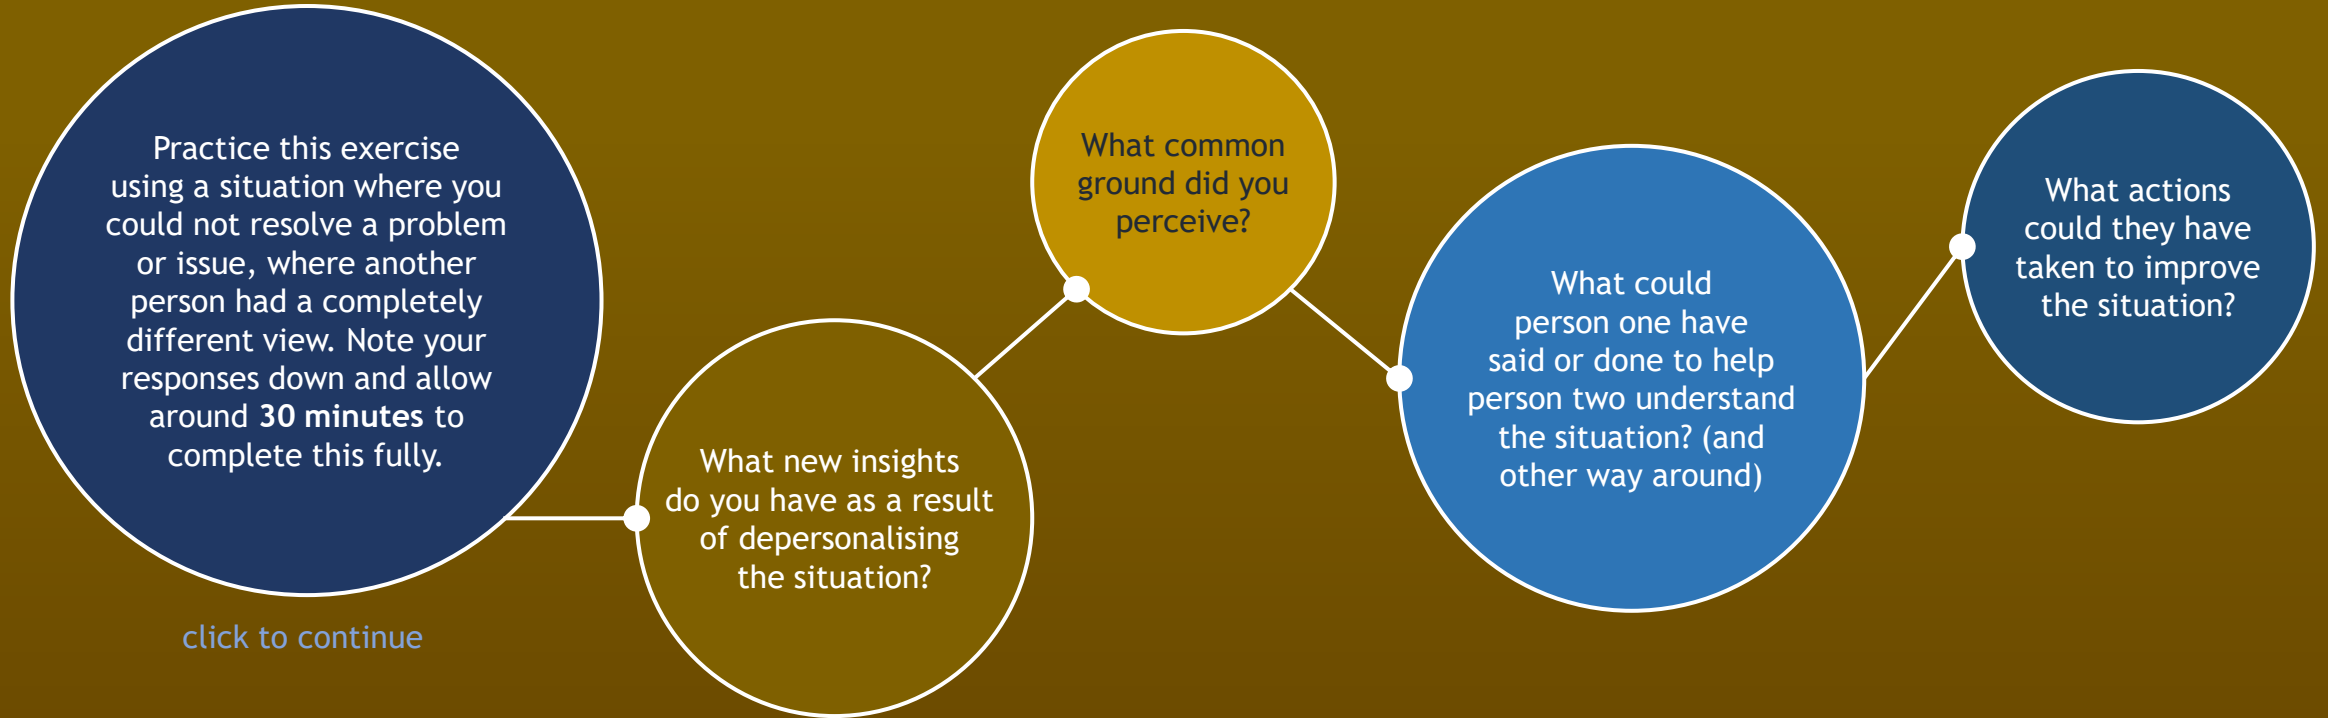 Practice this exercise
using a situation where you
could not resolve a problem
or issue, where another
person had a completely
different view. Note your
responses down and allow
around 30 minutes to
complete this fully.
click to continue
What new insights
do you have as a result
of depersonalising
the situation?
What common
ground did you
perceive?
What could
person one have
said or done to help
person two understand
the situation? (and
other way around)
What actions
could they have
taken to improve
the situation?